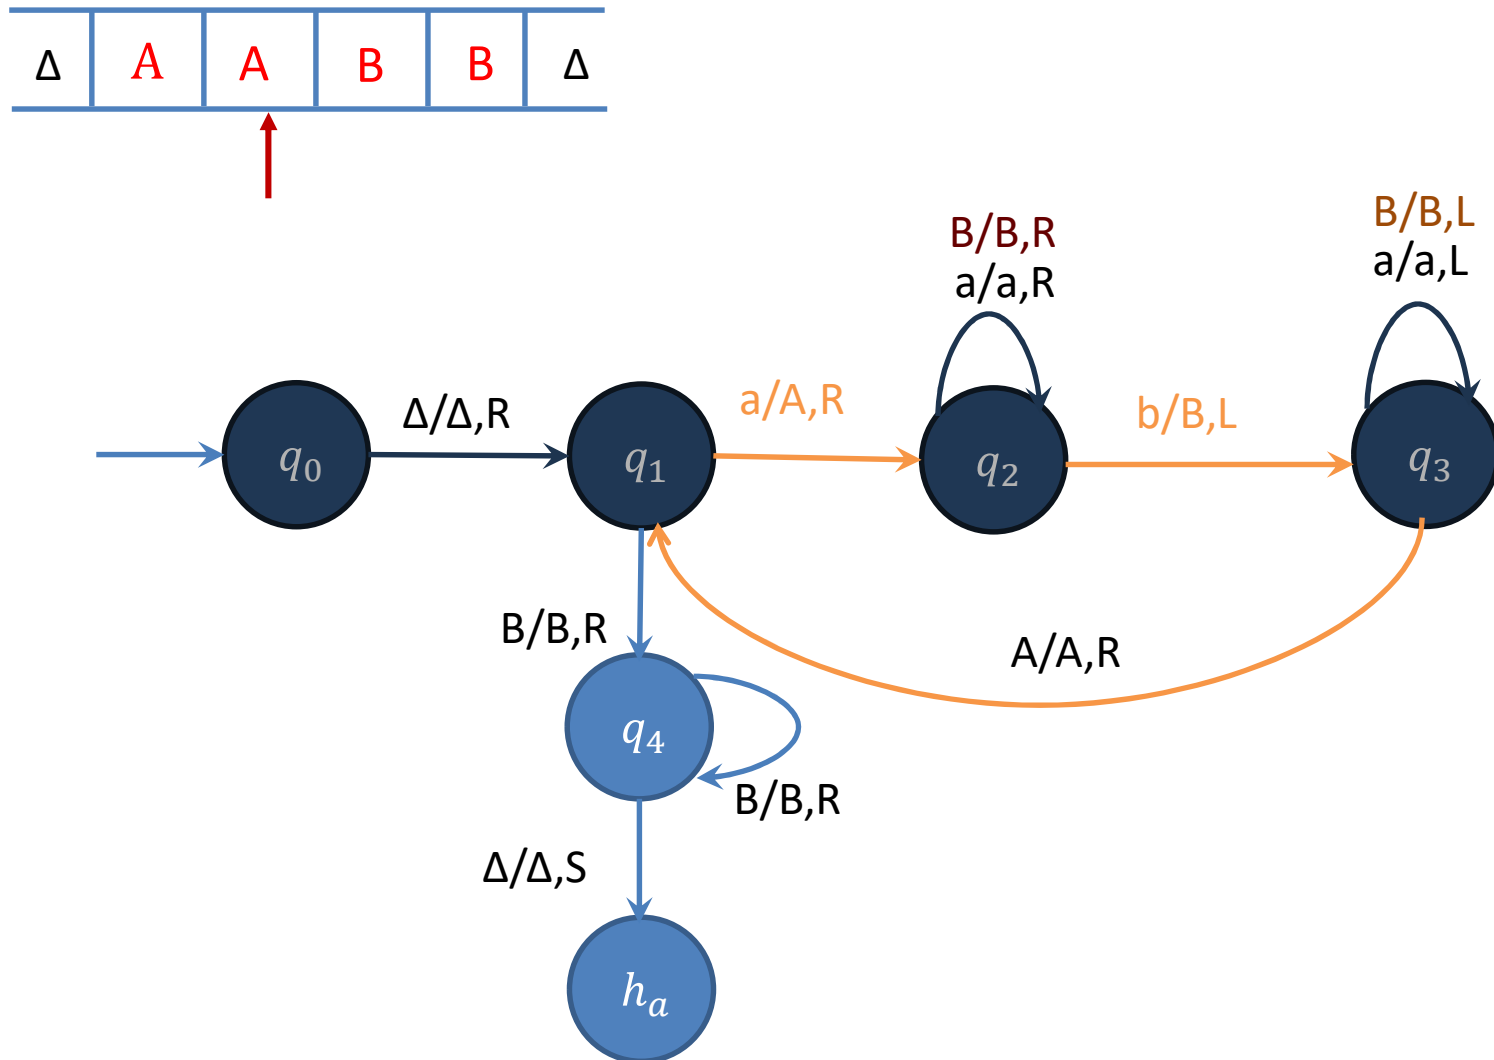 Δ A A B B Δ
B/B,R
a/a,R
B/B,L
a/a,L
Δ/Δ,R
a/A,R
b/B,L
q₀
q₁
q₂
q₃
B/B,R
A/A,R
q₄
B/B,R
Δ/Δ,S
hₐ